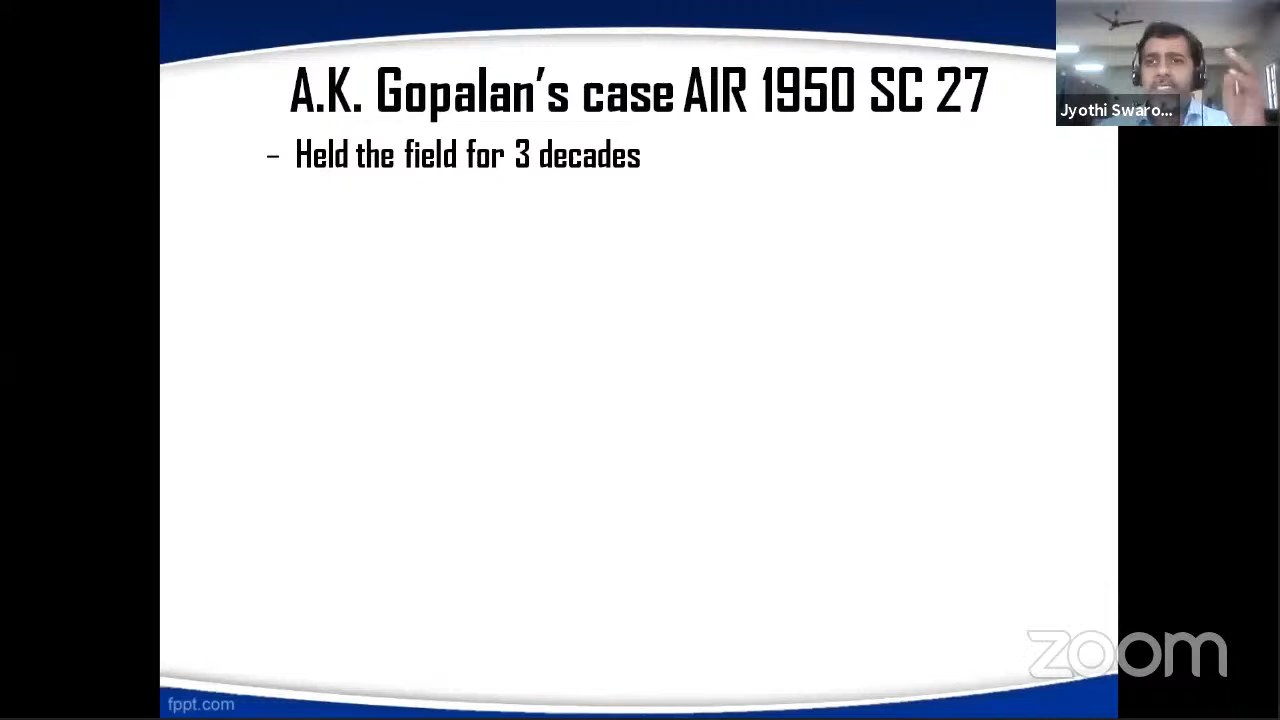 A.K. Gopalan’s case AIR 1950 SC 27
Jyothi Swaro...
– Held the field for 3 decades
zoom
fppt.com